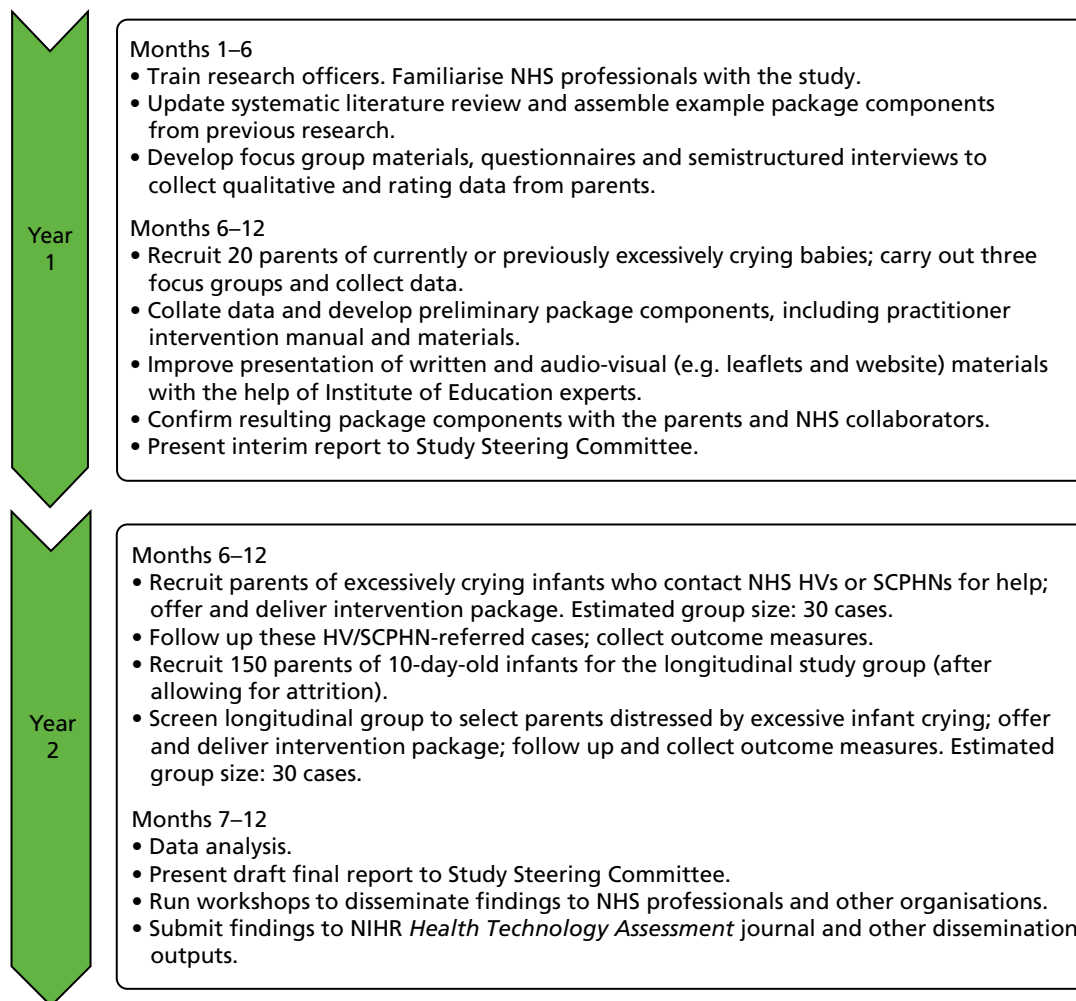 Year
1
Months 1–6
• Train research officers. Familiarise NHS professionals with the study.
• Update systematic literature review and assemble example package components
from previous research.
• Develop focus group materials, questionnaires and semistructured interviews to
collect qualitative and rating data from parents.
Months 6–12
• Recruit 20 parents of currently or previously excessively crying babies; carry out three
focus groups and collect data.
• Collate data and develop preliminary package components, including practitioner
intervention manual and materials.
• Improve presentation of written and audio-visual (e.g. leaflets and website) materials
with the help of Institute of Education experts.
• Confirm resulting package components with the parents and NHS collaborators.
• Present interim report to Study Steering Committee.
Year
2
Months 6–12
• Recruit parents of excessively crying infants who contact NHS HVs or SCPHNs for help;
offer and deliver intervention package. Estimated group size: 30 cases.
• Follow up these HV/SCPHN-referred cases; collect outcome measures.
• Recruit 150 parents of 10-day-old infants for the longitudinal study group (after
allowing for attrition).
• Screen longitudinal group to select parents distressed by excessive infant crying; offer
and deliver intervention package; follow up and collect outcome measures. Estimated
group size: 30 cases.
Months 7–12
• Data analysis.
• Present draft final report to Study Steering Committee.
• Run workshops to disseminate findings to NHS professionals and other organisations.
• Submit findings to NIHR Health Technology Assessment journal and other dissemination
outputs.